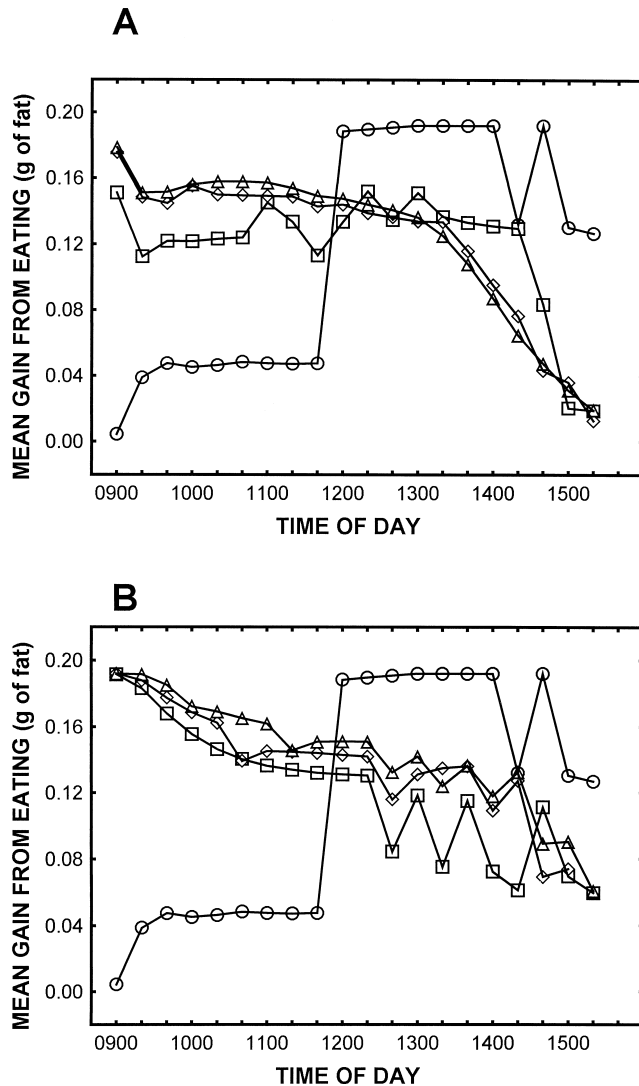 A
MEAN GAIN FROM EATING (g of fat)
0.20
0.16
0.12
0.08
0.04
0.00
0900 1000 1100 1200 1300 1400 1500
TIME OF DAY
B
MEAN GAIN FROM EATING (g of fat)
0.20
0.16
0.12
0.08
0.04
0.00
0900 1000 1100 1200 1300 1400 1500
TIME OF DAY